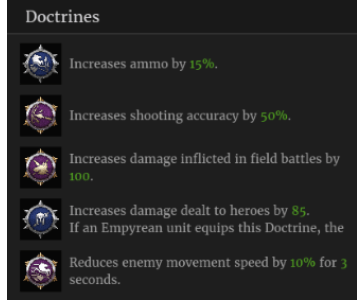 Doctrines
Increases ammo by 15%.
Increases shooting accuracy by 50%.
Increases damage inflicted in field battles by
100.
Increases damage dealt to heroes by 85.
If an Empyrean unit equips this Doctrine, the
Reduces enemy movement speed by 10% for 3
seconds.